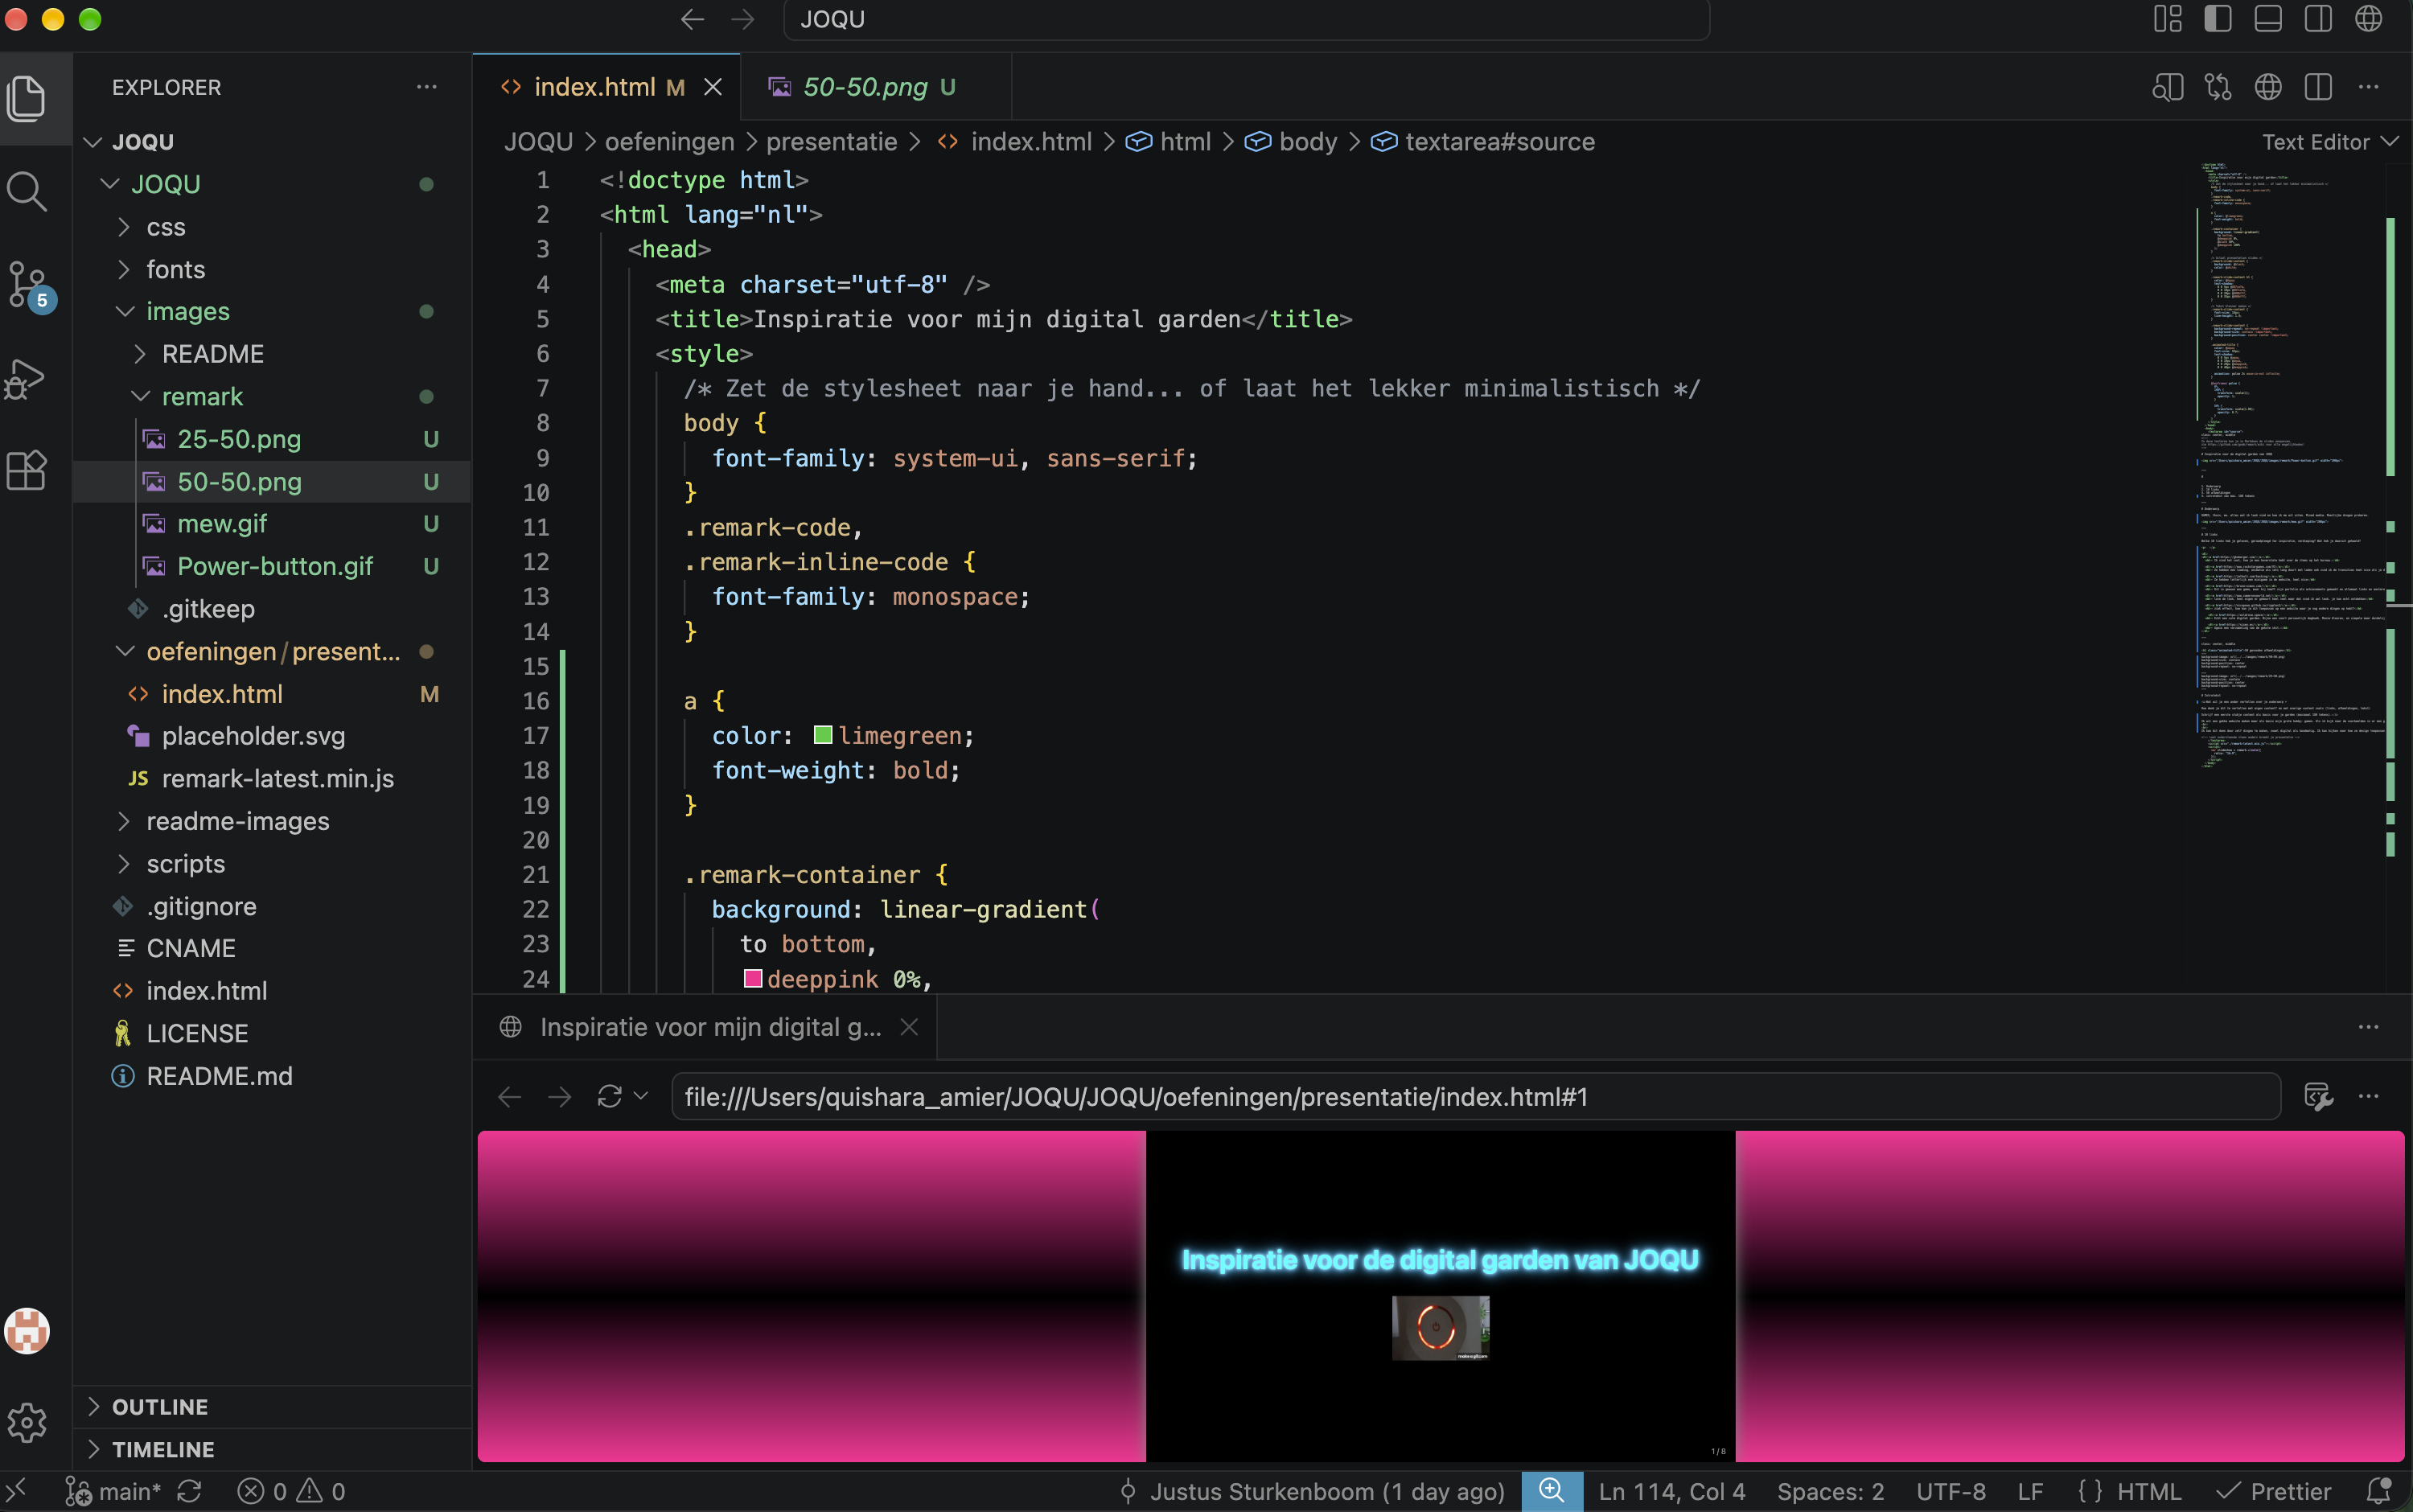 JOQU
EXPLORER
JOQU
JOQU
css
fonts
images
README
remark
25-50.png U
50-50.png U
mew.gif U
Power-button.gif U
.gitkeep
oefeningen/present...
index.html M
placeholder.svg
JS remark-latest.min.js
readme-images
scripts
.gitignore
CNAME
index.html
LICENSE
README.md
OUTLINE
TIMELINE
5
index.html M
50-50.png U
JOQU > oefeningen > presentatie > index.html > html > body > textarea#source
Text Editor
1 <!doctype html>
2 <html lang="nl">
3 <head>
4 <meta charset="utf-8" />
5 <title>Inspiratie voor mijn digital garden</title>
6 <style>
7 /* Zet de stylesheet naar je hand... of laat het lekker minimalistisch */
8 body {
9 font-family: system-ui, sans-serif;
10 }
11 .remark-code,
12 .remark-inline-code {
13 font-family: monospace;
14 }
15
16 a {
17 color: limegreen;
18 font-weight: bold;
19 }
20
21 .remark-container {
22 background: linear-gradient(
23 to bottom,
24 deeppink 0%,
Inspiratie voor mijn digital g...
file:///Users/quishara_amier/JOQU/JOQU/oefeningen/presentatie/index.html#1
Inspiratie voor de digital garden van JOQU
1/8
main* 0 0
Justus Sturkenboom (1 day ago)
Ln 114, Col 4
Spaces: 2
UTF-8
LF
{ } HTML
Prettier